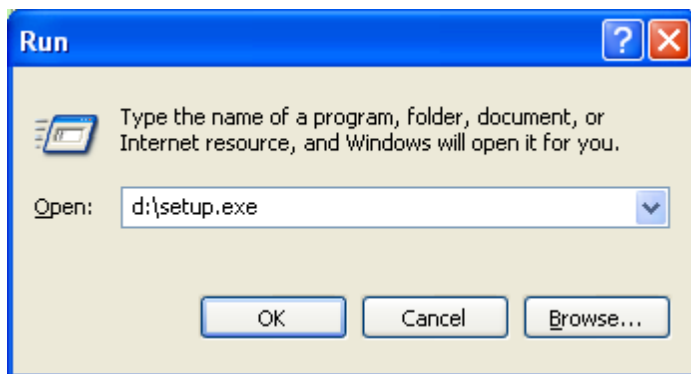 Run
Type the name of a program, folder, document, or
Internet resource, and Windows will open it for you.
Open: d:\setup.exe
OK Cancel Browse...